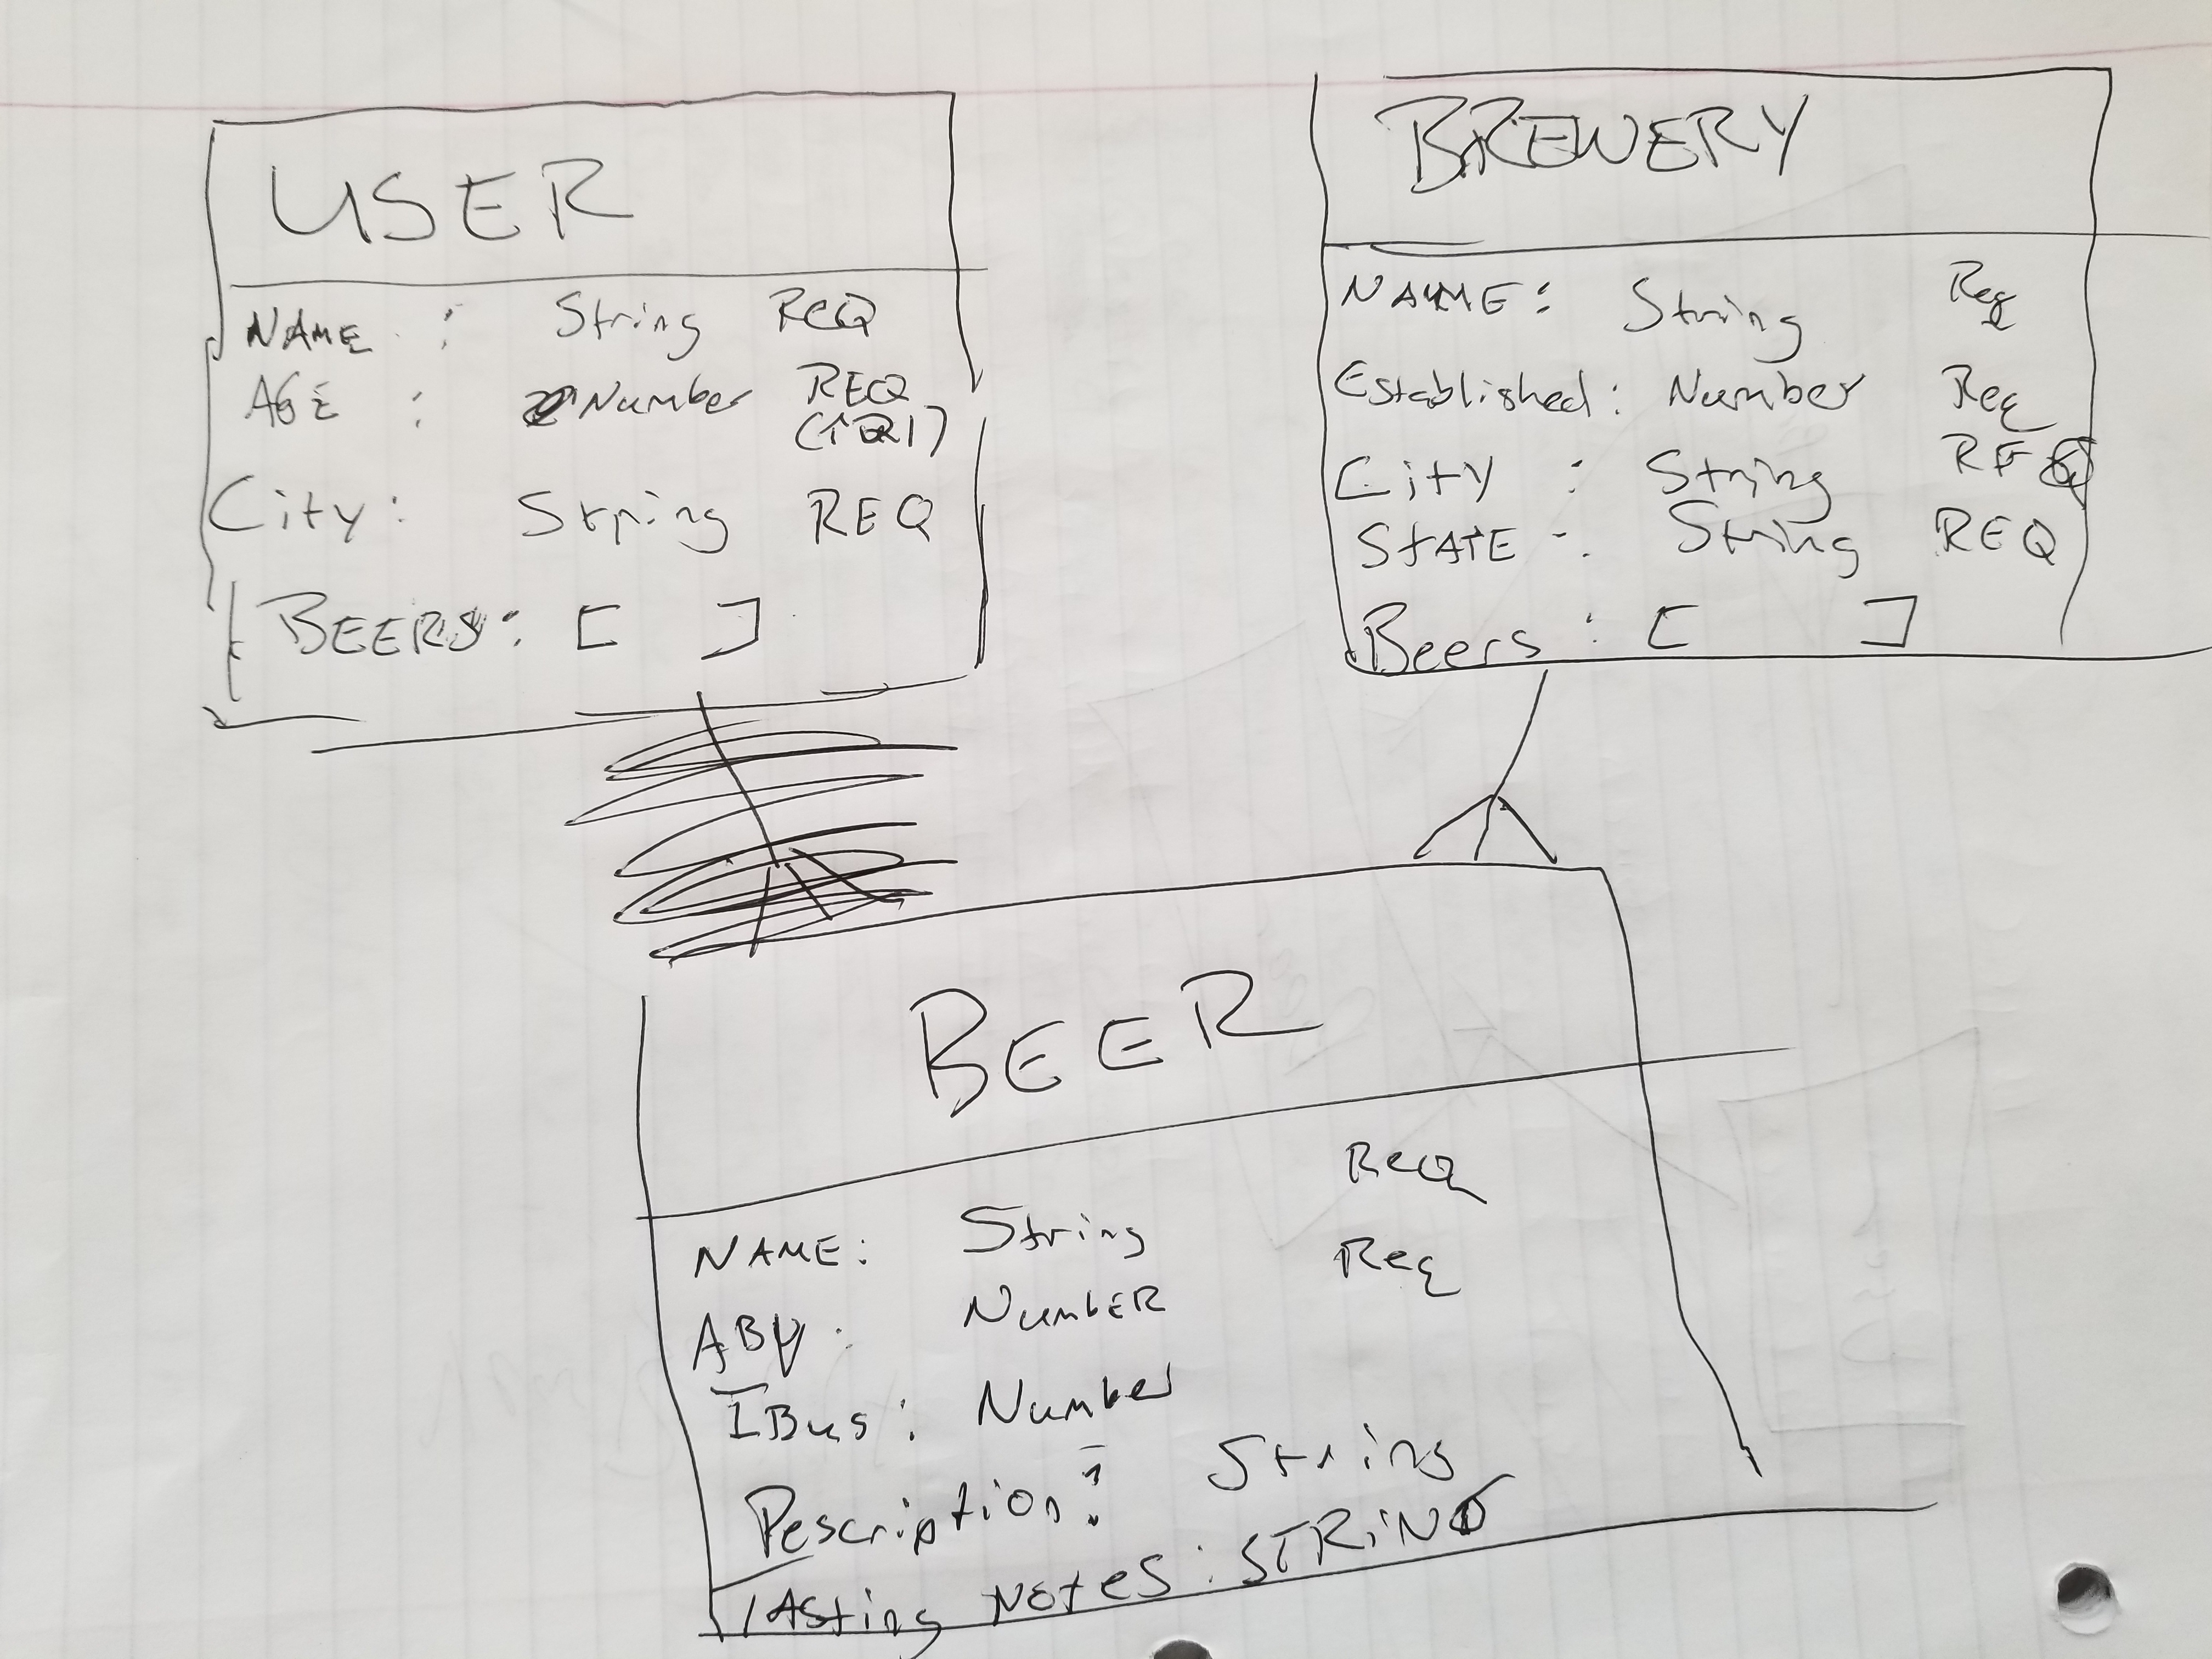 USER
NAME : String REQ
AGE : Number REQ
City: String REQ
BEERS: [ ]
BREWERY
NAME: String Req
Established: Number Req
City : String REQ
STATE : String REQ
Beers : [ ]
BEER
NAME: String ReQ
ABV: NumbER Req
IBus: Number
Description: String
TAsting NOteS: STRiNG